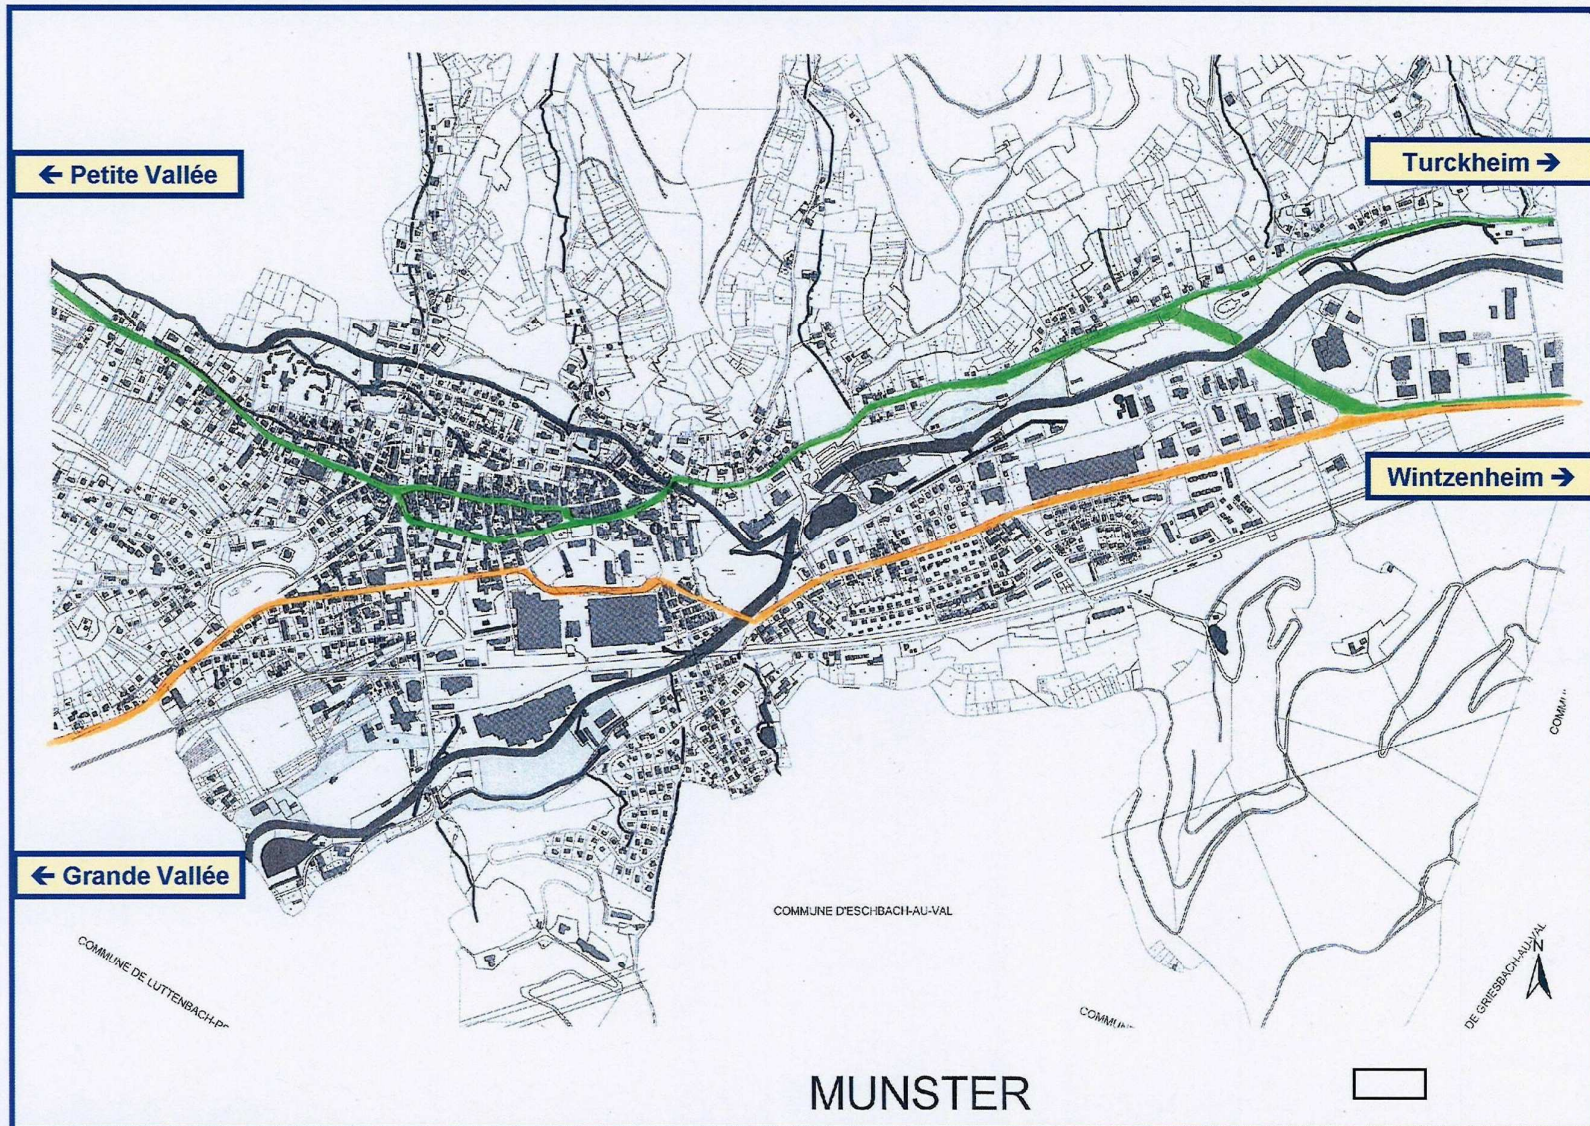 ← Petite Vallée
Turckheim →
Wintzenheim →
← Grande Vallée
COMMUNE D'ESCHBACH-AU-VAL
COMMUNE DE LUTTENBACH-P
DE GRIESBACH-AU-VAL
N
MUNSTER